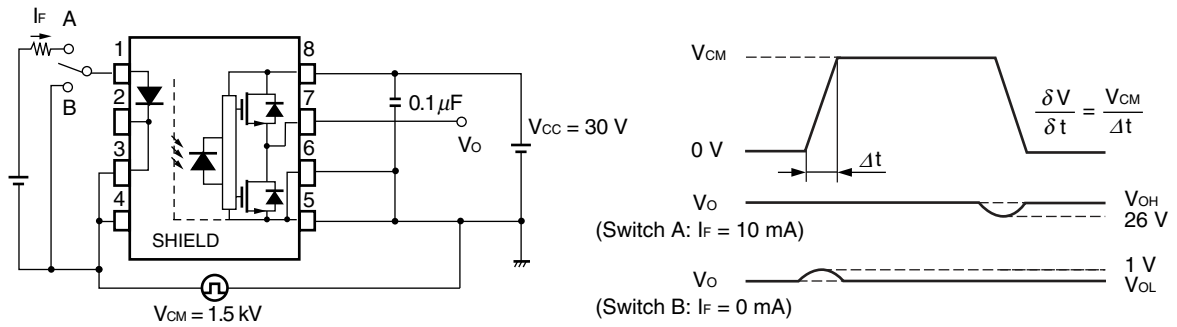 IF A
B
1
2
3
4
8
7
6
5
SHIELD
0.1 μF
VO
VCC = 30 V
VCM = 1.5 kV
VCM
0 V
Δt
δV/δt = VCM/Δt
VO
(Switch A: IF = 10 mA)
VOH
26 V
VO
(Switch B: IF = 0 mA)
1 V
VOL